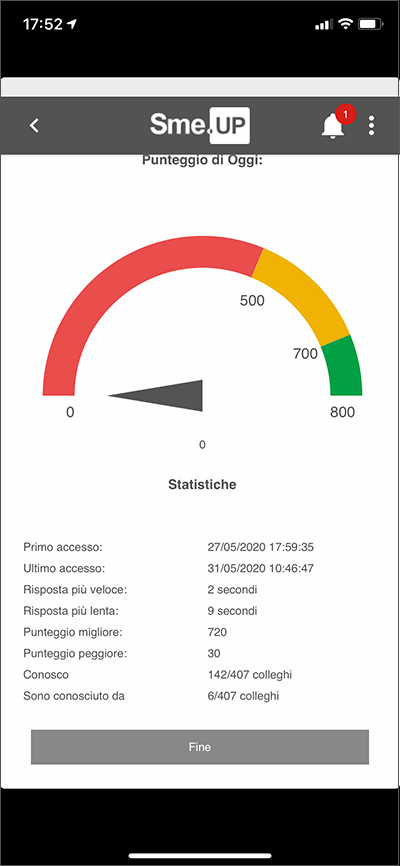 17:52
1
Sme.UP
Punteggio di Oggi:
500
700
0
800
0
Statistiche
Primo accesso: 27/05/2020 17:59:35
Ultimo accesso: 31/05/2020 10:46:47
Risposta più veloce: 2 secondi
Risposta più lenta: 9 secondi
Punteggio migliore: 720
Punteggio peggiore: 30
Conosco 142/407 colleghi
Sono conosciuto da 6/407 colleghi
Fine